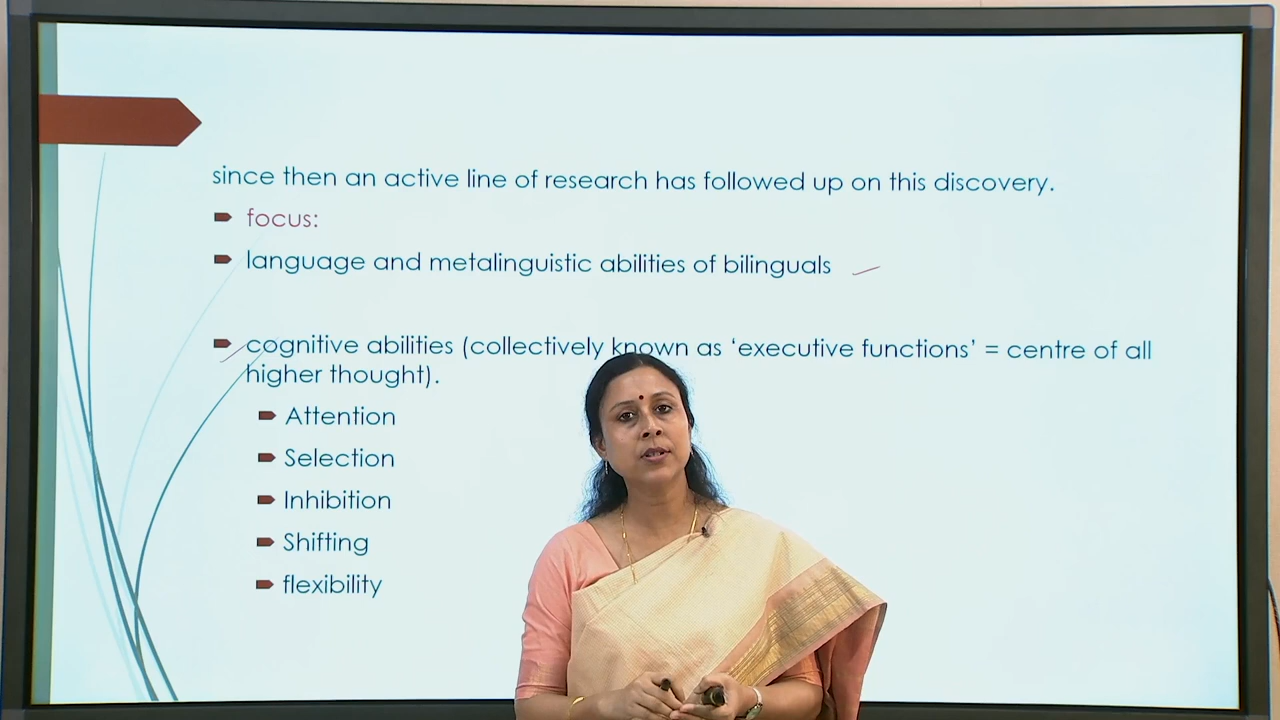 since then an active line of research has followed up on this discovery.
focus:
language and metalinguistic abilities of bilinguals
cognitive abilities (collectively known as ‘executive functions’ = centre of all
higher thought).
Attention
Selection
Inhibition
Shifting
flexibility